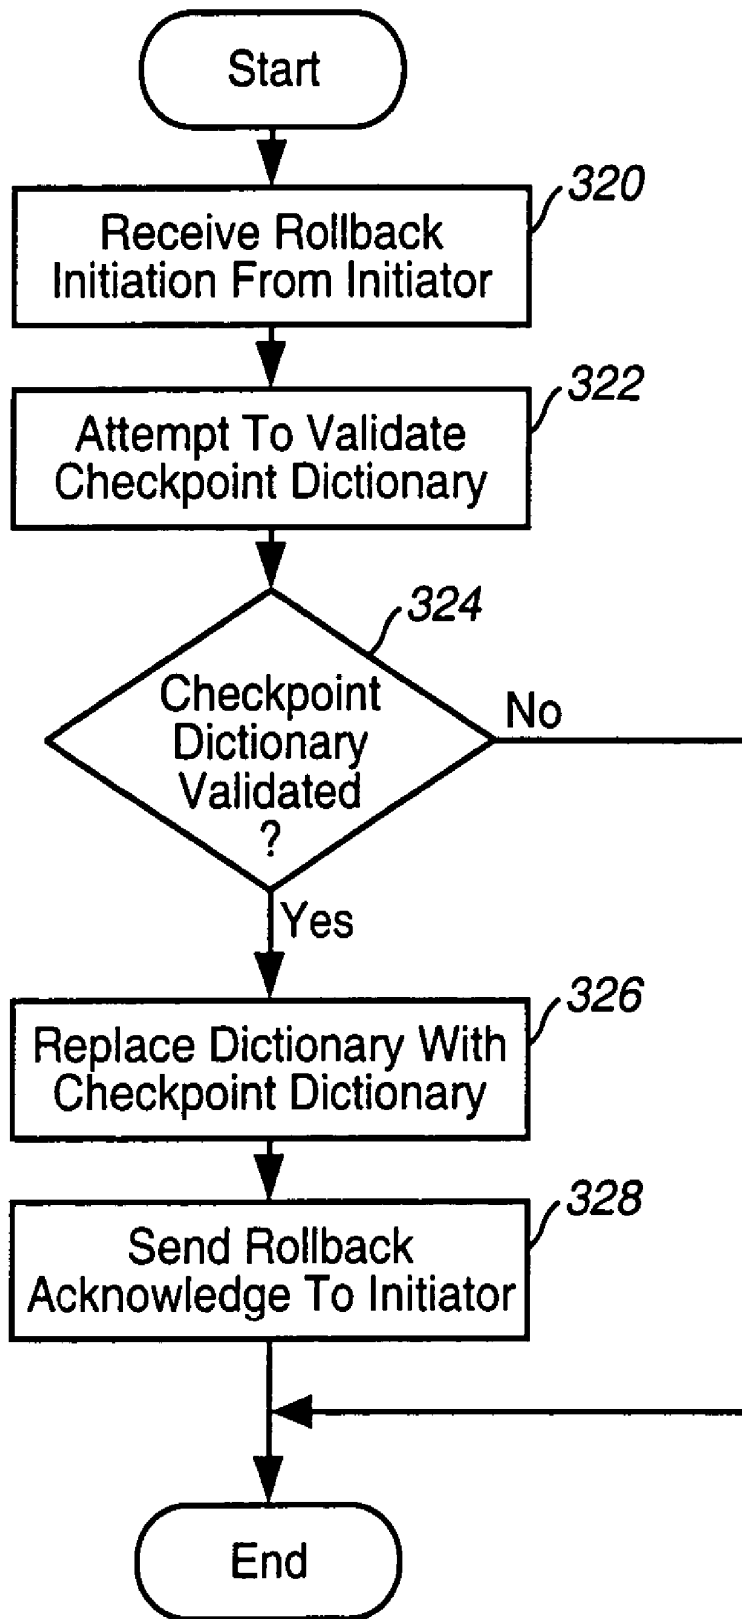 Start
320
Receive Rollback
Initiation From Initiator
322
Attempt To Validate
Checkpoint Dictionary
324
Checkpoint
Dictionary
Validated
?
No
Yes
326
Replace Dictionary With
Checkpoint Dictionary
328
Send Rollback
Acknowledge To Initiator
End